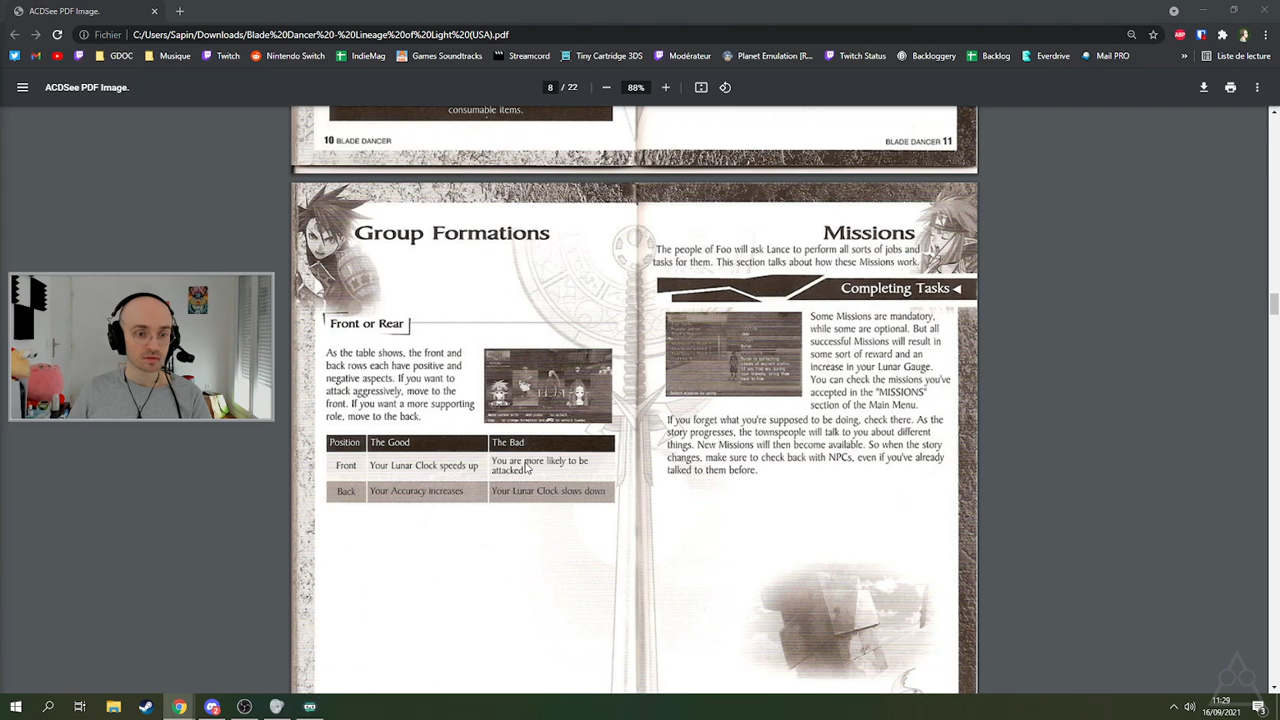 ACDSee PDF Image.
Fichier C:/Users/Sapin/Downloads/Blade%20Dancer%20-%20Lineage%20of%20Light%20(USA).pdf
GDOC Musique Twitch Nintendo Switch IndieMag Games Soundtracks Streamcord Tiny Cartridge 3DS Modérateur Planet Emulation [R... Twitch Status Backloggery Backlog Everdrive Mail PRO » Liste de lecture
ACDSee PDF Image. 8 / 22 — 88% +
consumable items.
10 BLADE DANCER
BLADE DANCER 11
Group Formations
Front or Rear
As the table shows, the front and
back rows each have positive and
negative aspects. If you want to
attack aggressively, move to the
front. If you want a more supporting
role, move to the back.
Position The Good The Bad
Front Your Lunar Clock speeds up You are more likely to be
attacked
Back Your Accuracy increases Your Lunar Clock slows down
Missions
The people of Foo will ask Lance to perform all sorts of jobs and
tasks for them. This section talks about how these Missions work.
Completing Tasks
Some Missions are mandatory,
while some are optional. But all
successful Missions will result in
some sort of reward and an
increase in your Lunar Gauge.
You can check the missions you've
accepted in the "MISSIONS"
section of the Main Menu.
If you forget what you're supposed to be doing, check there. As the
story progresses, the townspeople will talk to you about different
things. New Missions will then become available. So when the story
changes, make sure to check back with NPCs, even if you've already
talked to them before.
11:29
16/09/2021